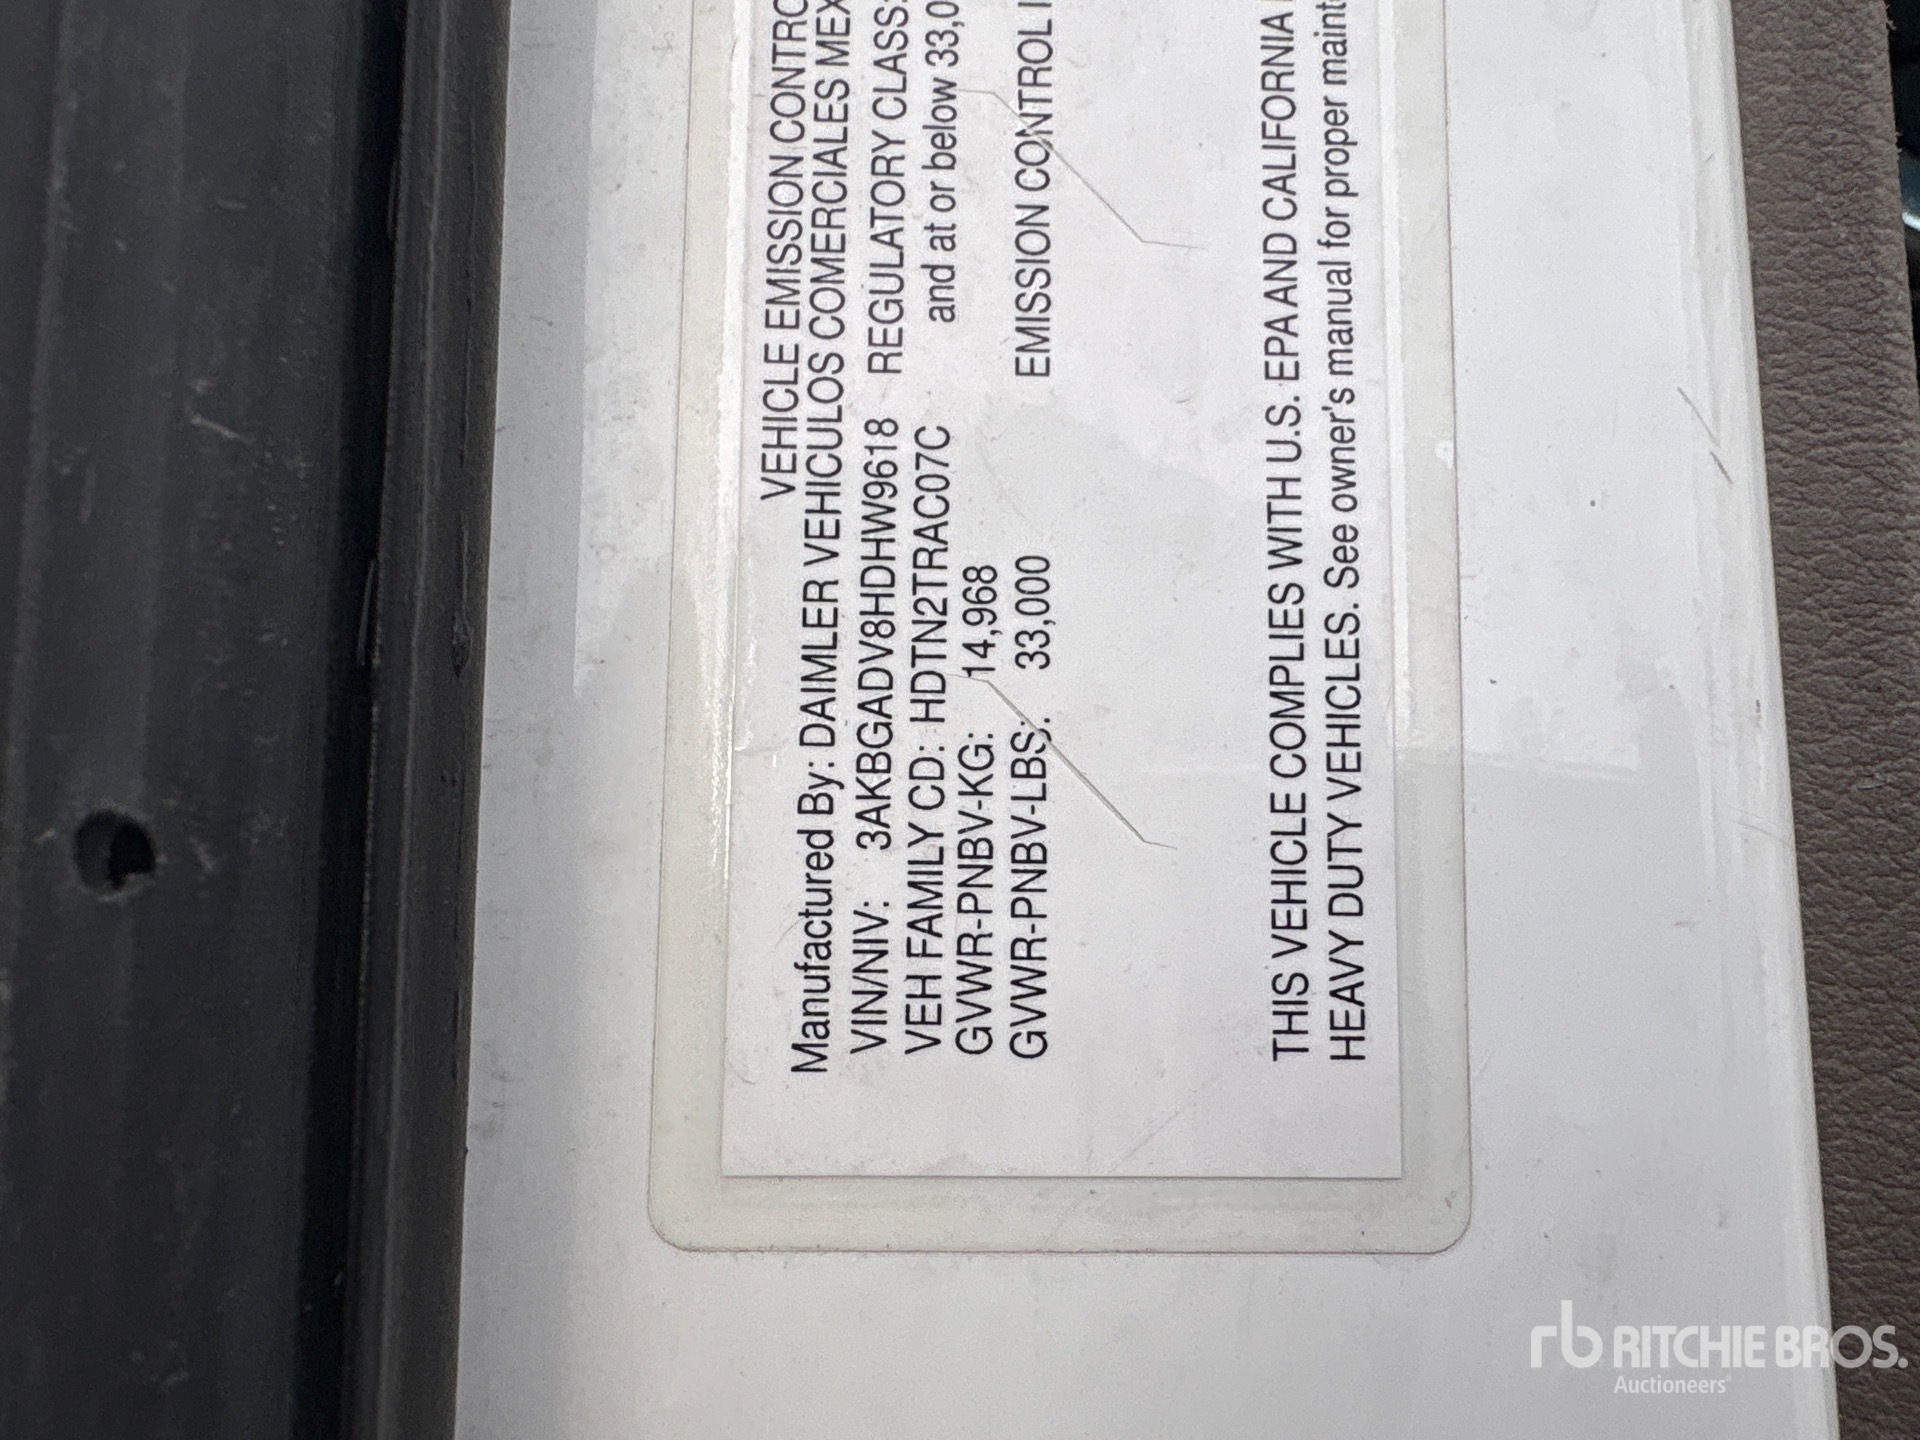 VEHICLE EMISSION CONTRO
Manufactured By: DAIMLER VEHICULOS COMERCIALES MEX
VIN/NIV: 3AKBGADV8HDHW9618 REGULATORY CLASS:
VEH FAMILY CD: HDTN2TRAC07C and at or below 33,0
GVWR-PNBV-KG: 14,968
GVWR-PNBV-LBS: 33,000 EMISSION CONTROL I
THIS VEHICLE COMPLIES WITH U.S. EPA AND CALIFORNIA
HEAVY DUTY VEHICLES. See owner's manual for proper maint
rb RITCHIE BROS.
Auctioneers